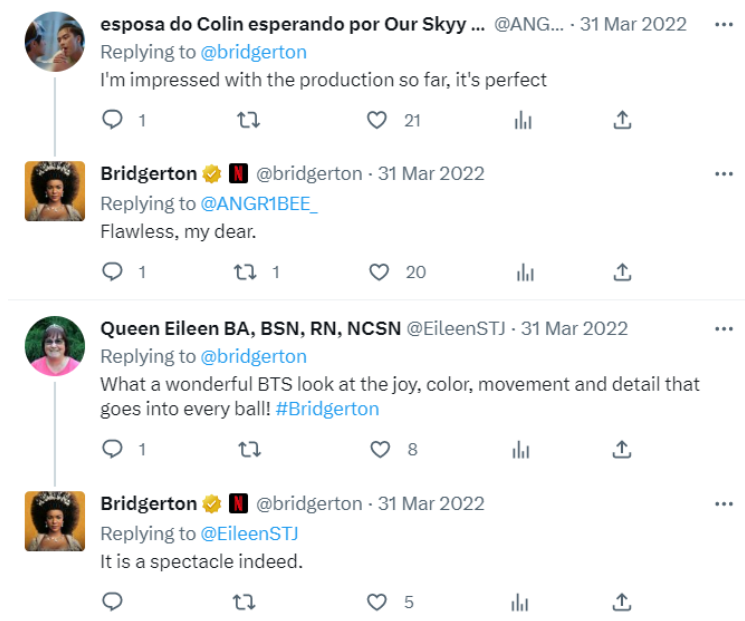 esposa do Colin esperando por Our Skyy ... @ANG... · 31 Mar 2022
Replying to @bridgerton
I'm impressed with the production so far, it's perfect
1 21
Bridgerton N @bridgerton · 31 Mar 2022
Replying to @ANGR1BEE_
Flawless, my dear.
1 1 20
Queen Eileen BA, BSN, RN, NCSN @EileenSTJ · 31 Mar 2022
Replying to @bridgerton
What a wonderful BTS look at the joy, color, movement and detail that
goes into every ball! #Bridgerton
1 8
Bridgerton N @bridgerton · 31 Mar 2022
Replying to @EileenSTJ
It is a spectacle indeed.
5